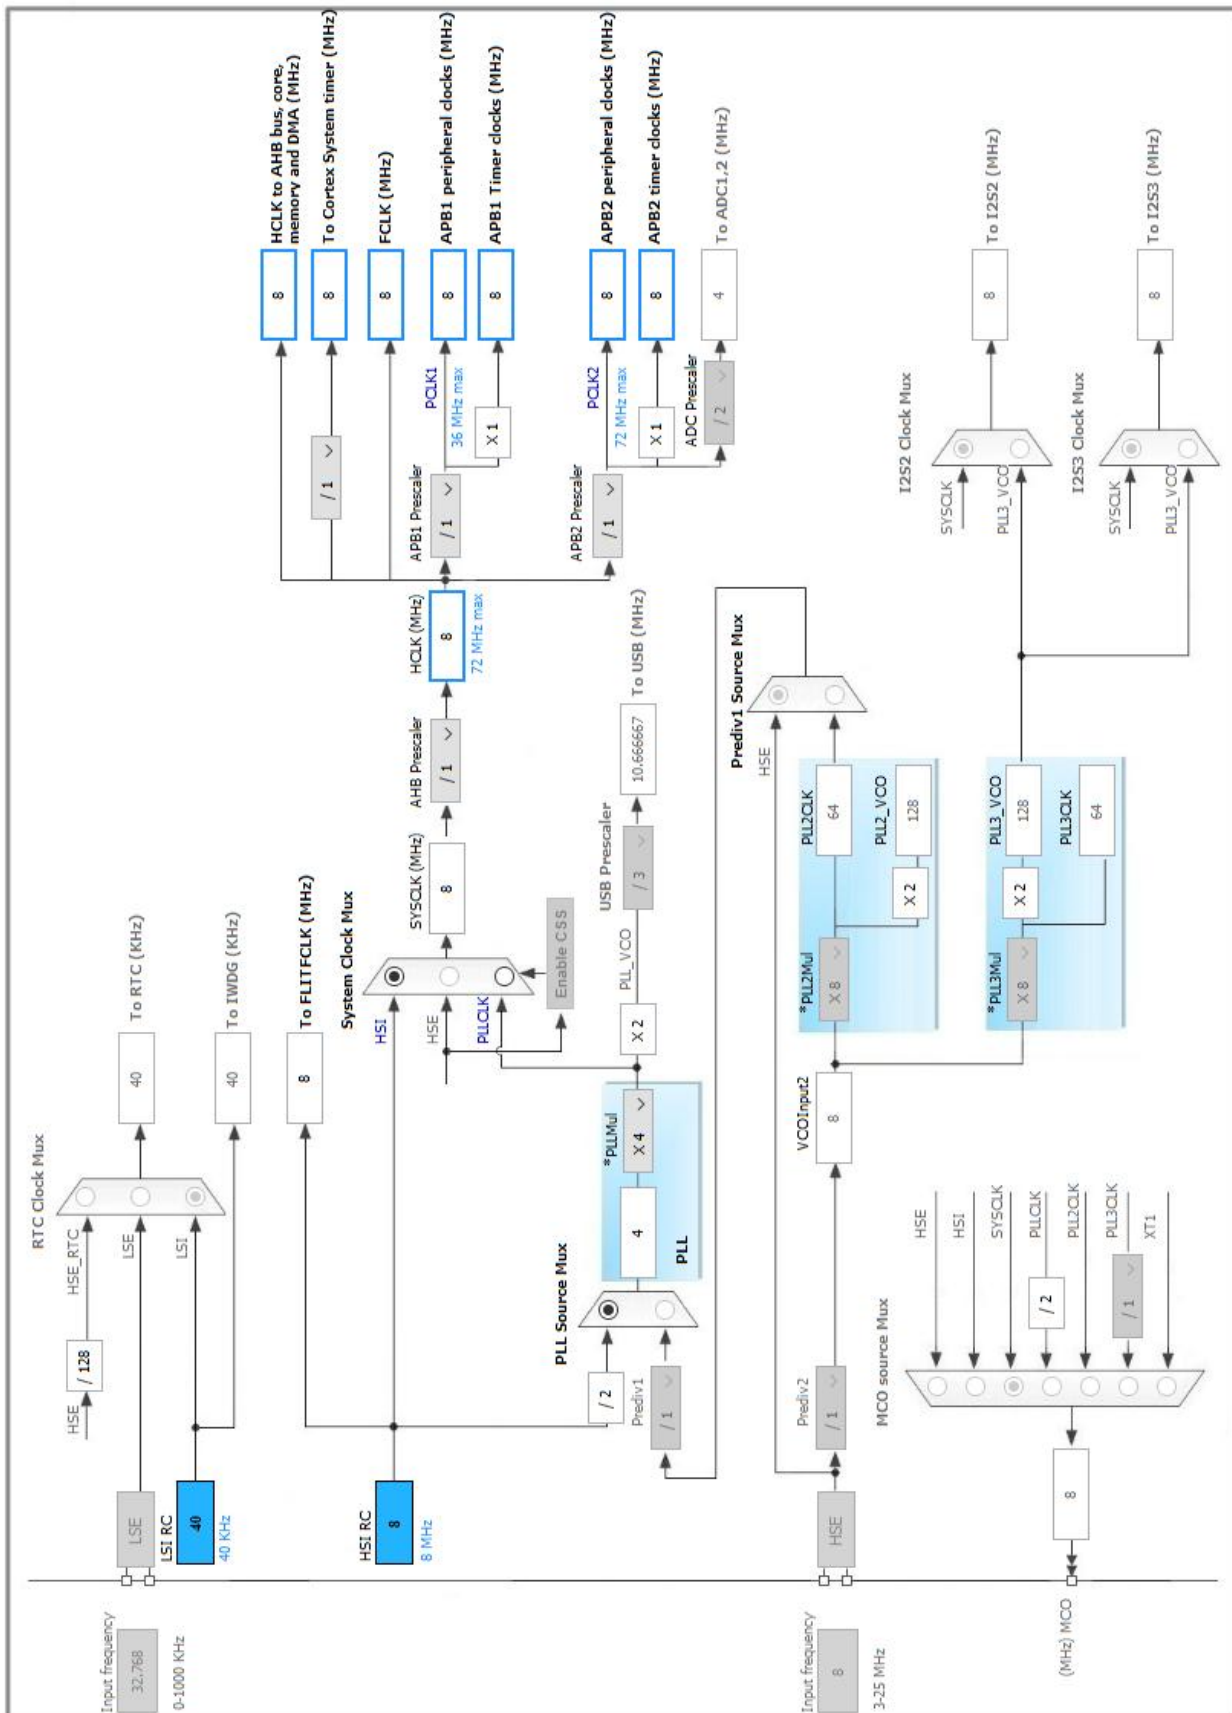 Input frequency
32.768
0-1000 KHz
LSE
LSI RC
40
40 KHz
HSE
/ 128
HSE_RTC
LSE
LSI
RTC Clock Mux
40
To RTC (KHz)
40
To IWDG (KHz)
HSI RC
8
8 MHz
8
To FLITFCLK (MHz)
System Clock Mux
HSI
HSE
PLLCLK
Enable CSS
SYSCLK (MHz)
8
AHB Prescaler
/ 1
HCLK (MHz)
8
72 MHz max
/ 1
8
HCLK to AHB bus, core,
memory and DMA (MHz)
8
To Cortex System timer (MHz)
8
FCLK (MHz)
APB1 Prescaler
/ 1
PCLK1
36 MHz max
8
APB1 peripheral clocks (MHz)
X 1
8
APB1 Timer clocks (MHz)
APB2 Prescaler
/ 1
PCLK2
72 MHz max
8
APB2 peripheral clocks (MHz)
X 1
8
APB2 timer clocks (MHz)
ADC Prescaler
/ 2
4
To ADC1,2 (MHz)
PLL Source Mux
/ 2
Prediv1
/ 1
4
*PLLMul
X 4
PLL
X 2
PLL_VCO
USB Prescaler
/ 3
10.666667
To USB (MHz)
Prediv1 Source Mux
HSE
Input frequency
8
3-25 MHz
HSE
Prediv2
/ 1
VCOInput2
8
*PLL2Mul
X 8
PLL2CLK
64
X 2
PLL2_VCO
128
*PLL3Mul
X 8
X 2
PLL3_VCO
128
PLL3CLK
64
I2S2 Clock Mux
SYSCLK
PLL3_VCO
8
To I2S2 (MHz)
I2S3 Clock Mux
SYSCLK
PLL3_VCO
8
To I2S3 (MHz)
(MHz) MCO
8
MCO source Mux
HSE
HSI
SYSCLK
/ 2
PLLCLK
PLL2CLK
/ 1
PLL3CLK
XT1